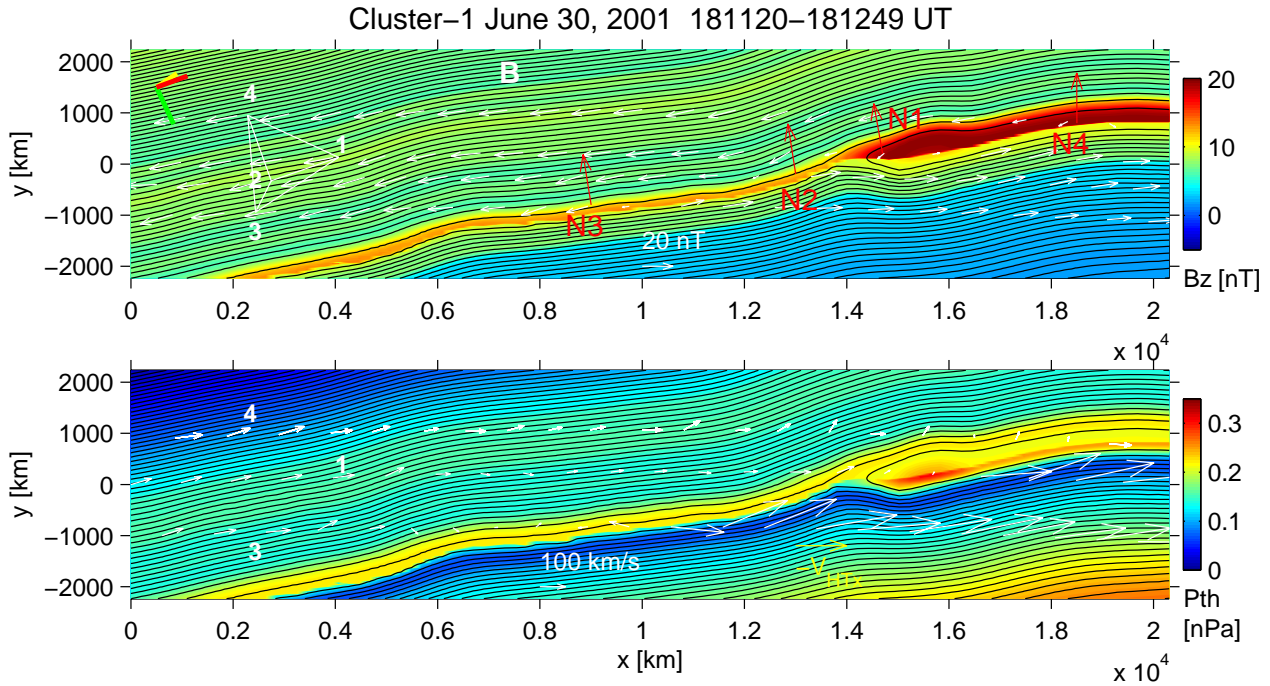 Cluster−1 June 30, 2001 181120−181249 UT
2000
1000
0
−1000
−2000
y [km]
B
4
1
2
3
N1
N2
N3
N4
20 nT
0 0.2 0.4 0.6 0.8 1 1.2 1.4 1.6 1.8 2
x 10^4
20
10
0
Bz [nT]
2000
1000
0
−1000
−2000
y [km]
4
1
3
100 km/s
−V_HTx
0 0.2 0.4 0.6 0.8 1 1.2 1.4 1.6 1.8 2
x [km]
x 10^4
0.3
0.2
0.1
0
Pth
[nPa]